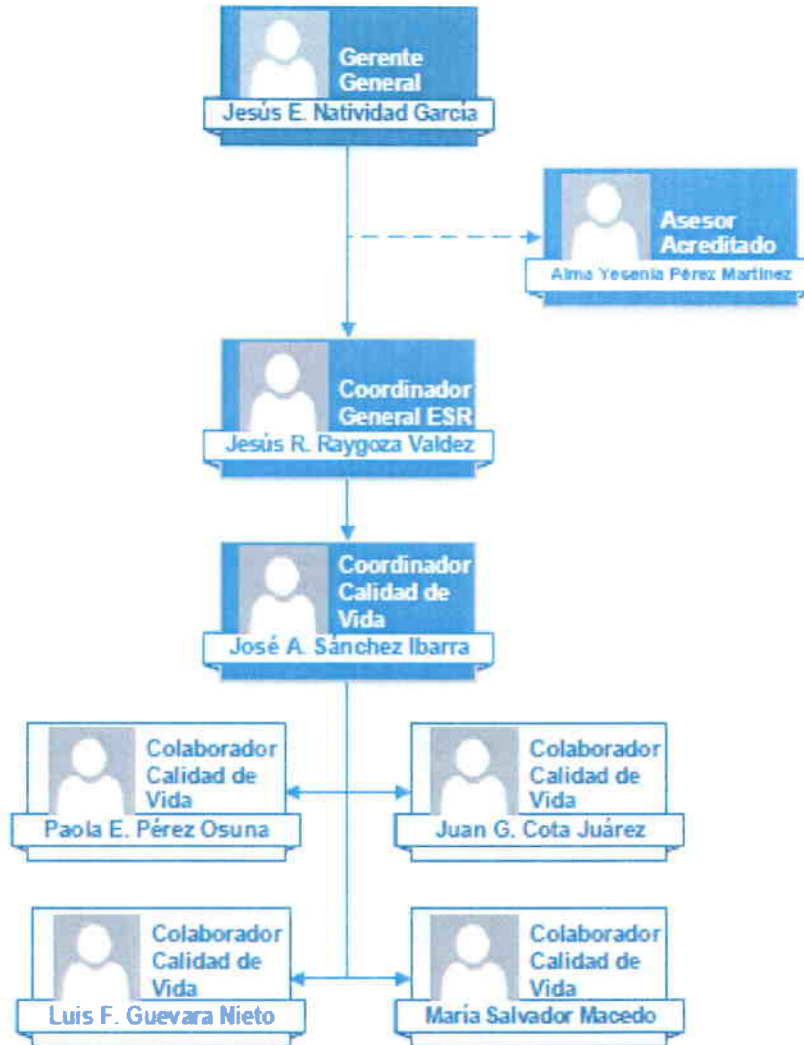 Gerente
General
Jesús E. Natividad García
Asesor
Acreditado
Alma Yesenia Pérez Martínez
Coordinador
General ESR
Jesús R. Raygoza Valdez
Coordinador
Calidad de
Vida
José A. Sánchez Ibarra
Colaborador
Calidad de
Vida
Paola E. Pérez Osuna
Colaborador
Calidad de
Vida
Juan G. Cota Juárez
Colaborador
Calidad de
Vida
Luis F. Guevara Nieto
Colaborador
Calidad de
Vida
María Salvador Macedo